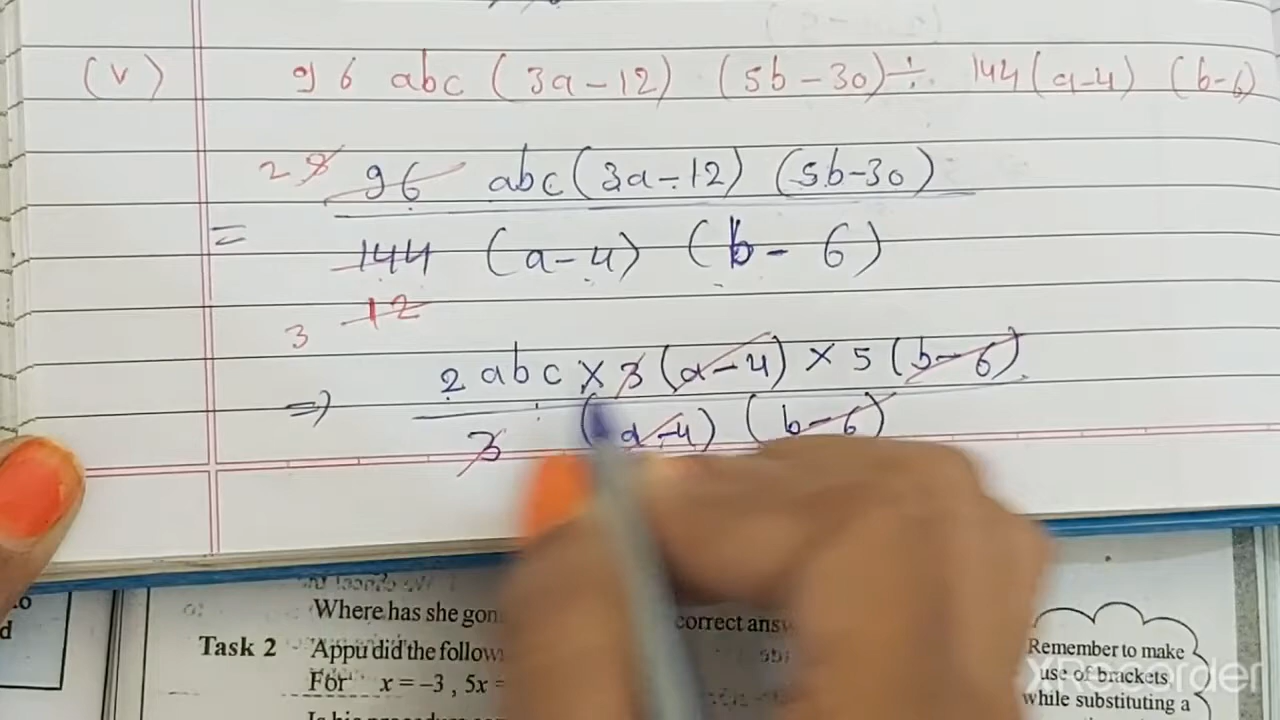 (v) 96 abc (3a-12) (5b-30) ÷ 144 (a-4) (b-6)
2 8 96 abc (3a-12) (5b-30)
=
144 (a-4) (b-6)
3 12
⇒ 2 abc × 3 (a-4) × 5 (b-6)
3 (a-4) (b-6)
Where has she gon
correct answ
Task 2 Appu did the follow
For x = -3 , 5x =
Remember to make
use of brackets
while substituting a
XRecorder